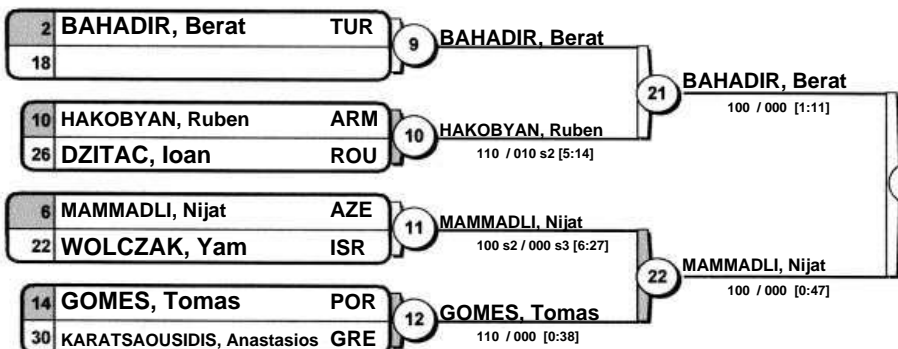 2 BAHADIR, Berat TUR
18
9
BAHADIR, Berat
10 HAKOBYAN, Ruben ARM
26 DZITAC, Ioan ROU
10
HAKOBYAN, Ruben
110 / 010 s2 [5:14]
21
BAHADIR, Berat
100 / 000 [1:11]
6 MAMMADLI, Nijat AZE
22 WOLCZAK, Yam ISR
11
MAMMADLI, Nijat
100 s2 / 000 s3 [6:27]
14 GOMES, Tomas POR
30 KARATSAOUSIDIS, Anastasios GRE
12
GOMES, Tomas
110 / 000 [0:38]
22
MAMMADLI, Nijat
100 / 000 [0:47]